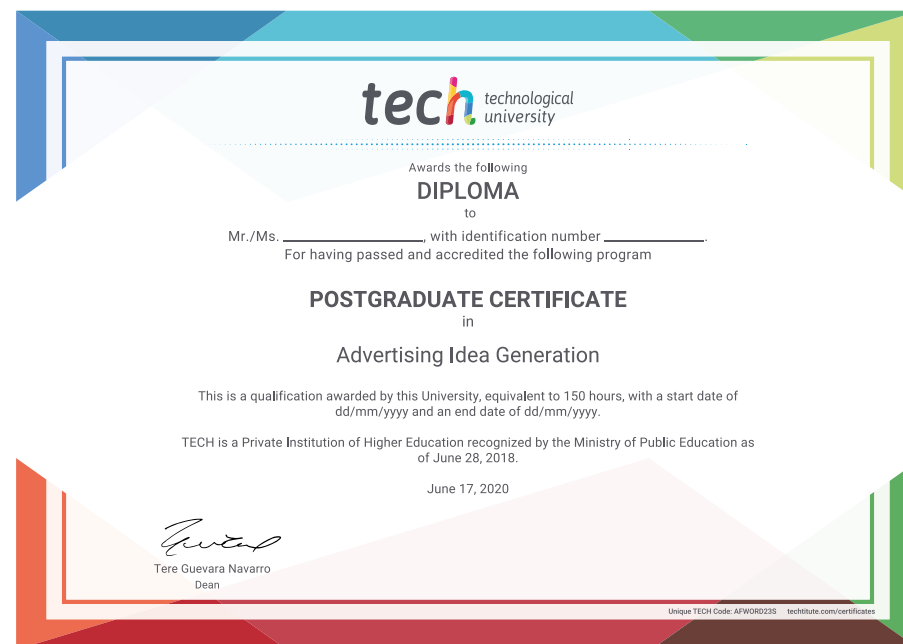 tech technological
university
Awards the following
DIPLOMA
to
Mr./Ms. ____________, with identification number ____________.
For having passed and accredited the following program
POSTGRADUATE CERTIFICATE
in
Advertising Idea Generation
This is a qualification awarded by this University, equivalent to 150 hours, with a start date of
dd/mm/yyyy and an end date of dd/mm/yyyy.
TECH is a Private Institution of Higher Education recognized by the Ministry of Public Education as
of June 28, 2018.
June 17, 2020
Tere Guevara Navarro
Dean
Unique TECH Code: AFWORD23S techtitute.com/certificates